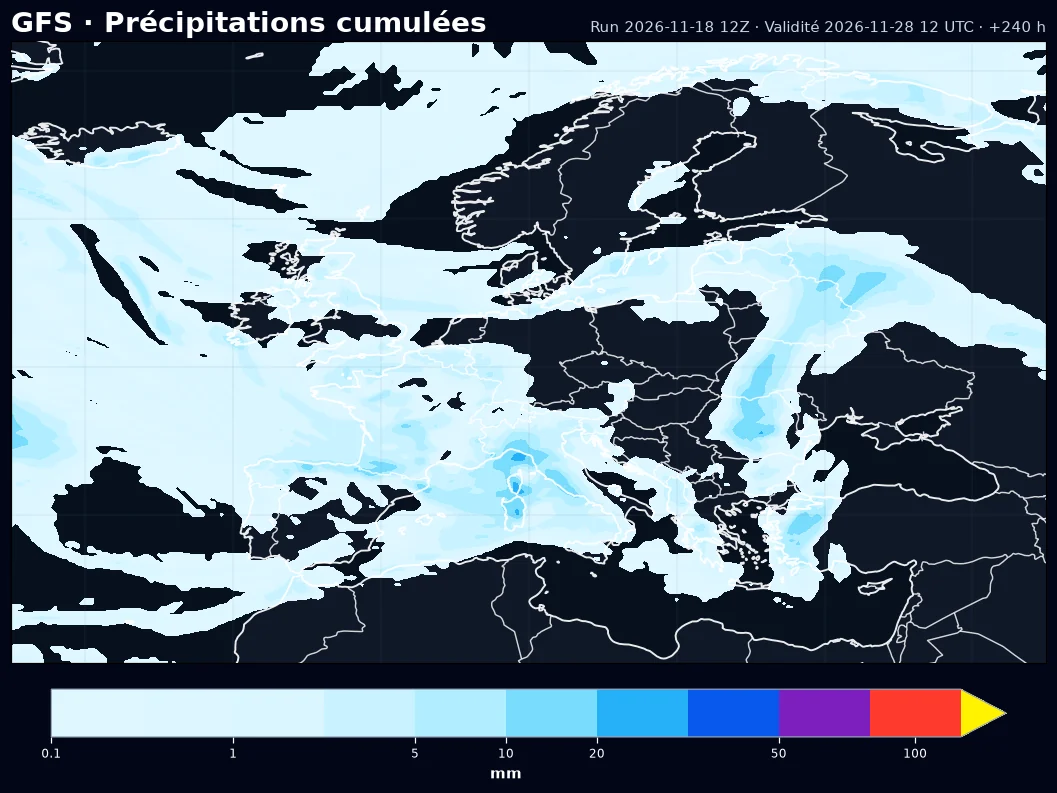 GFS · Précipitations cumulées
Run 2026-11-18 12Z · Validité 2026-11-28 12 UTC · +240 h
0.1 1 5 10 20 50 100
mm